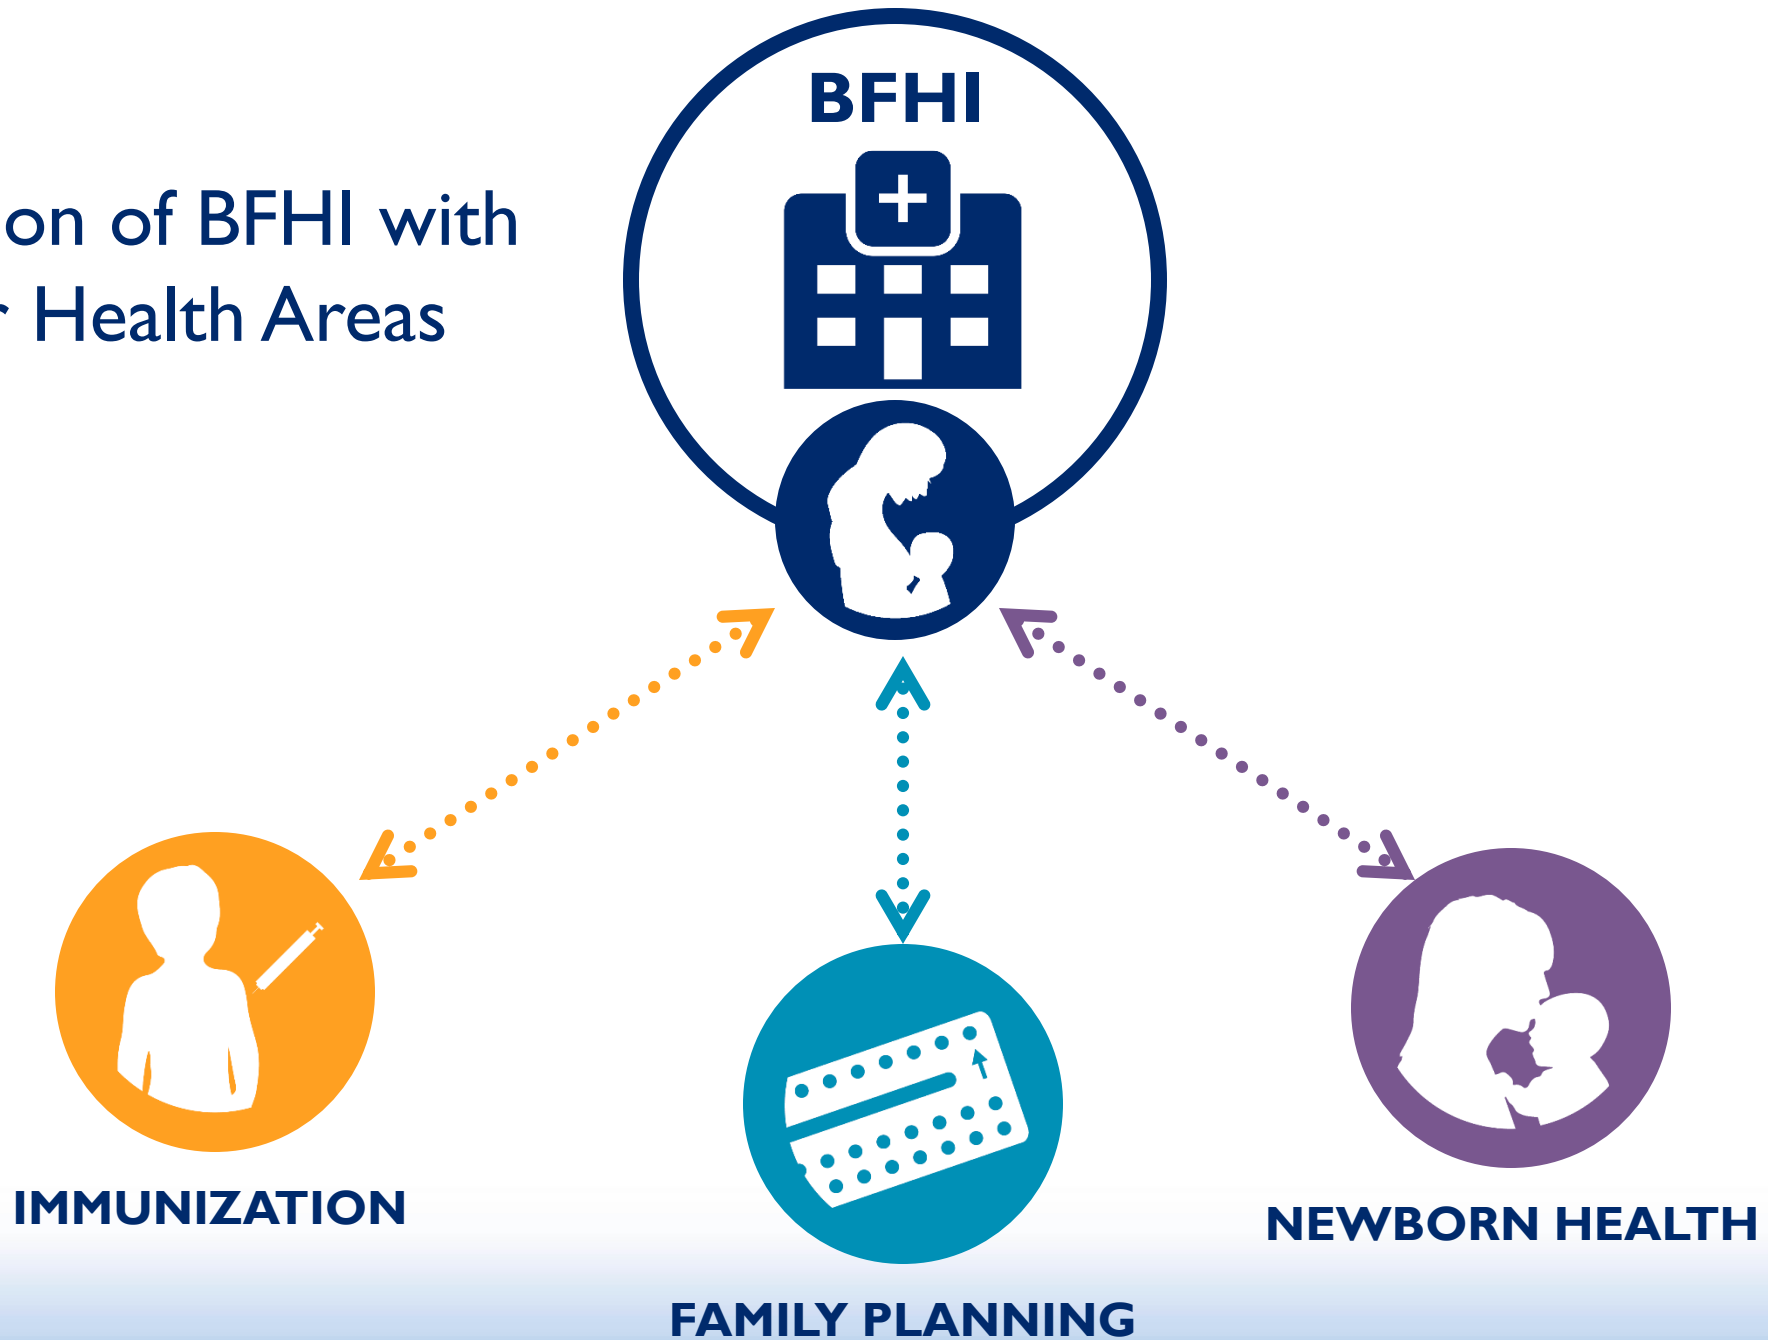 BFHI
on of BFHI with
r Health Areas
IMMUNIZATION
NEWBORN HEALTH
FAMILY PLANNING